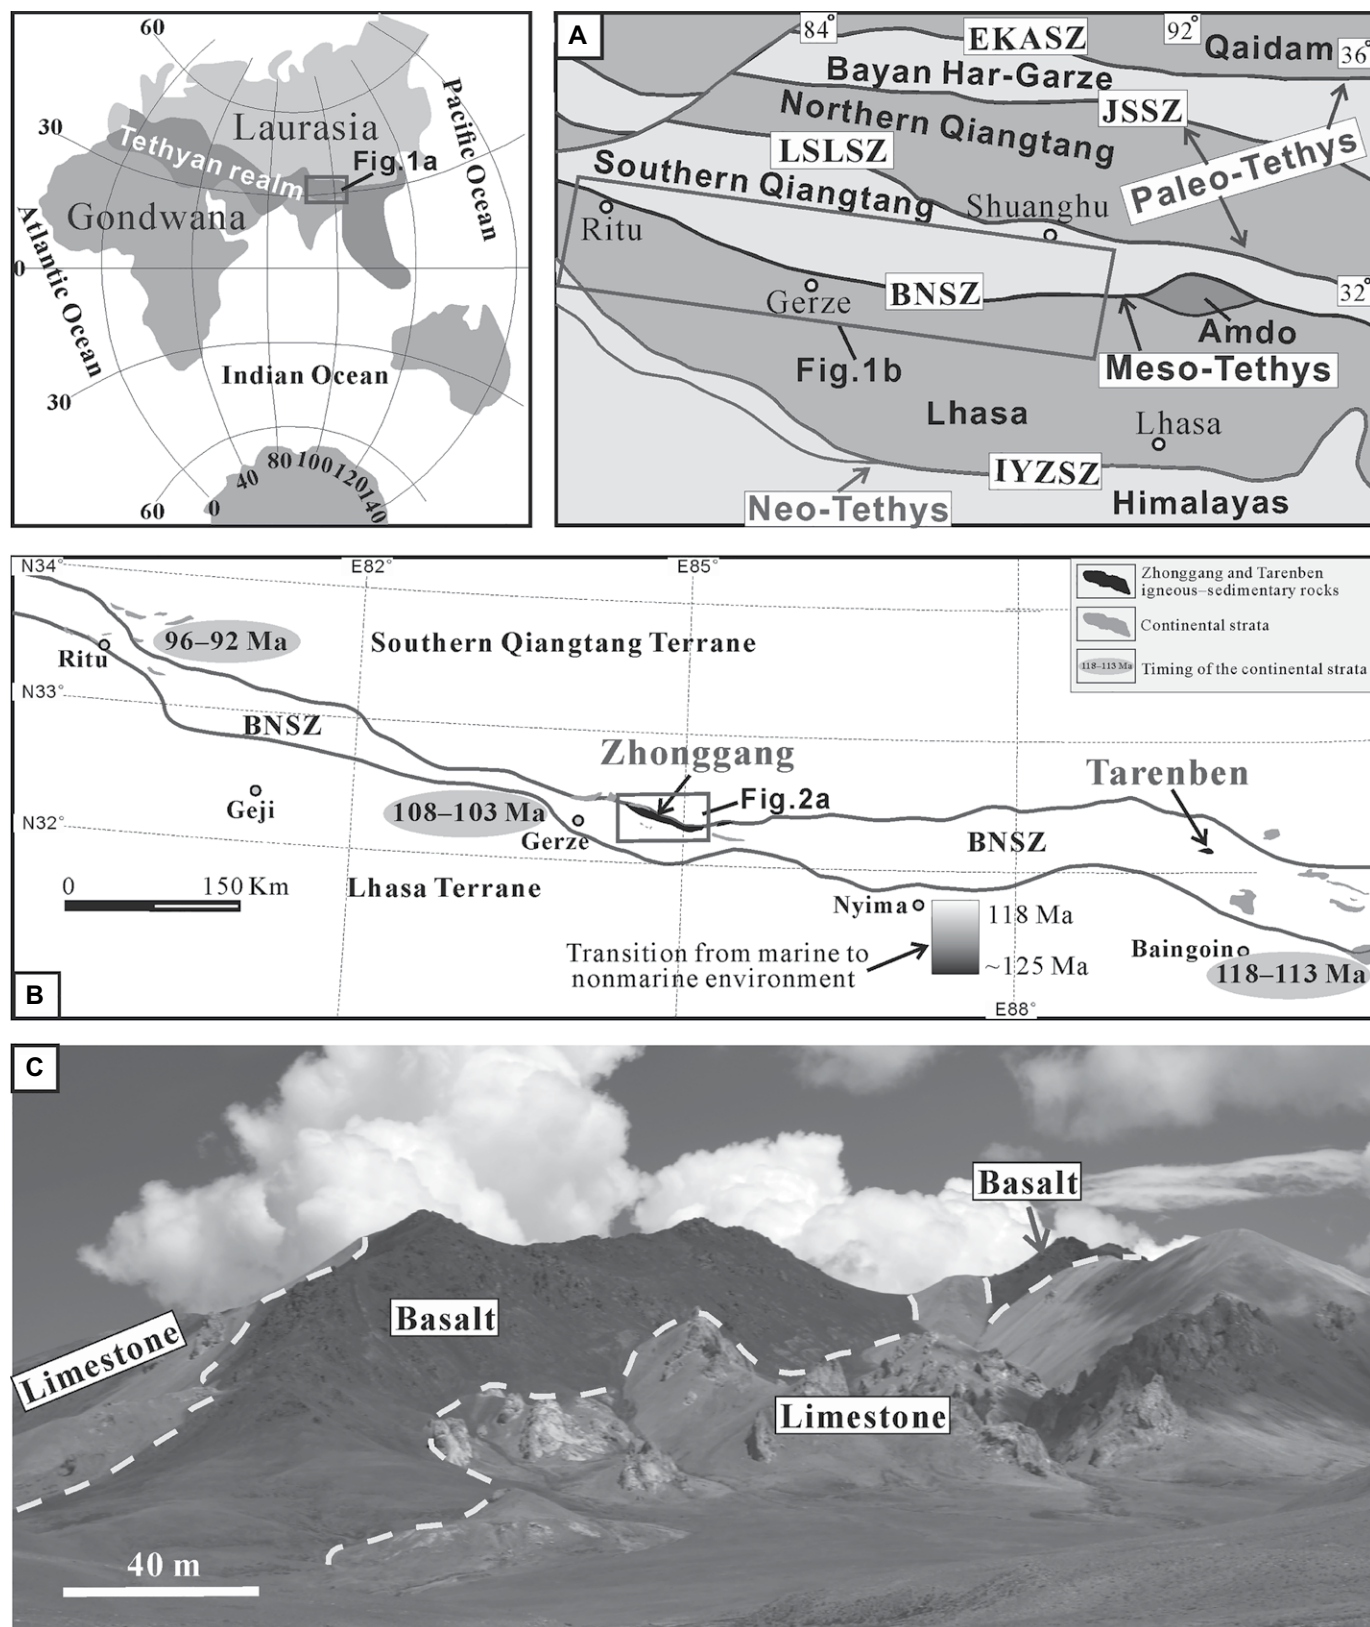 60
30
Laurasia
Fig.1a
Tethyan realm
Gondwana
Pacific Ocean
Atlantic Ocean
0
Indian Ocean
30
60
0
40
80
100
120
140
A
84°
EKASZ
92°
Qaidam
36°
Bayan Har-Garze
Northern Qiangtang
JSSZ
LSLSZ
Paleo-Tethys
Southern Qiangtang
Shuanghu
Ritu
Gerze
BNSZ
32°
Amdo
Fig.1b
Meso-Tethys
Lhasa
Lhasa
IYZSZ
Neo-Tethys
Himalayas
N34°
E82°
E85°
Zhonggang and Tarenben
igneous–sedimentary rocks
Continental strata
118–113 Ma
Timing of the continental strata
96–92 Ma
Southern Qiangtang Terrane
Ritu
N33°
BNSZ
Zhonggang
Tarenben
Geji
108–103 Ma
Fig.2a
N32°
Gerze
BNSZ
0
150 Km
Lhasa Terrane
Nyima
118 Ma
Transition from marine to
nonmarine environment
~125 Ma
Baingoin
118–113 Ma
B
E88°
C
Basalt
Basalt
Limestone
Limestone
40 m